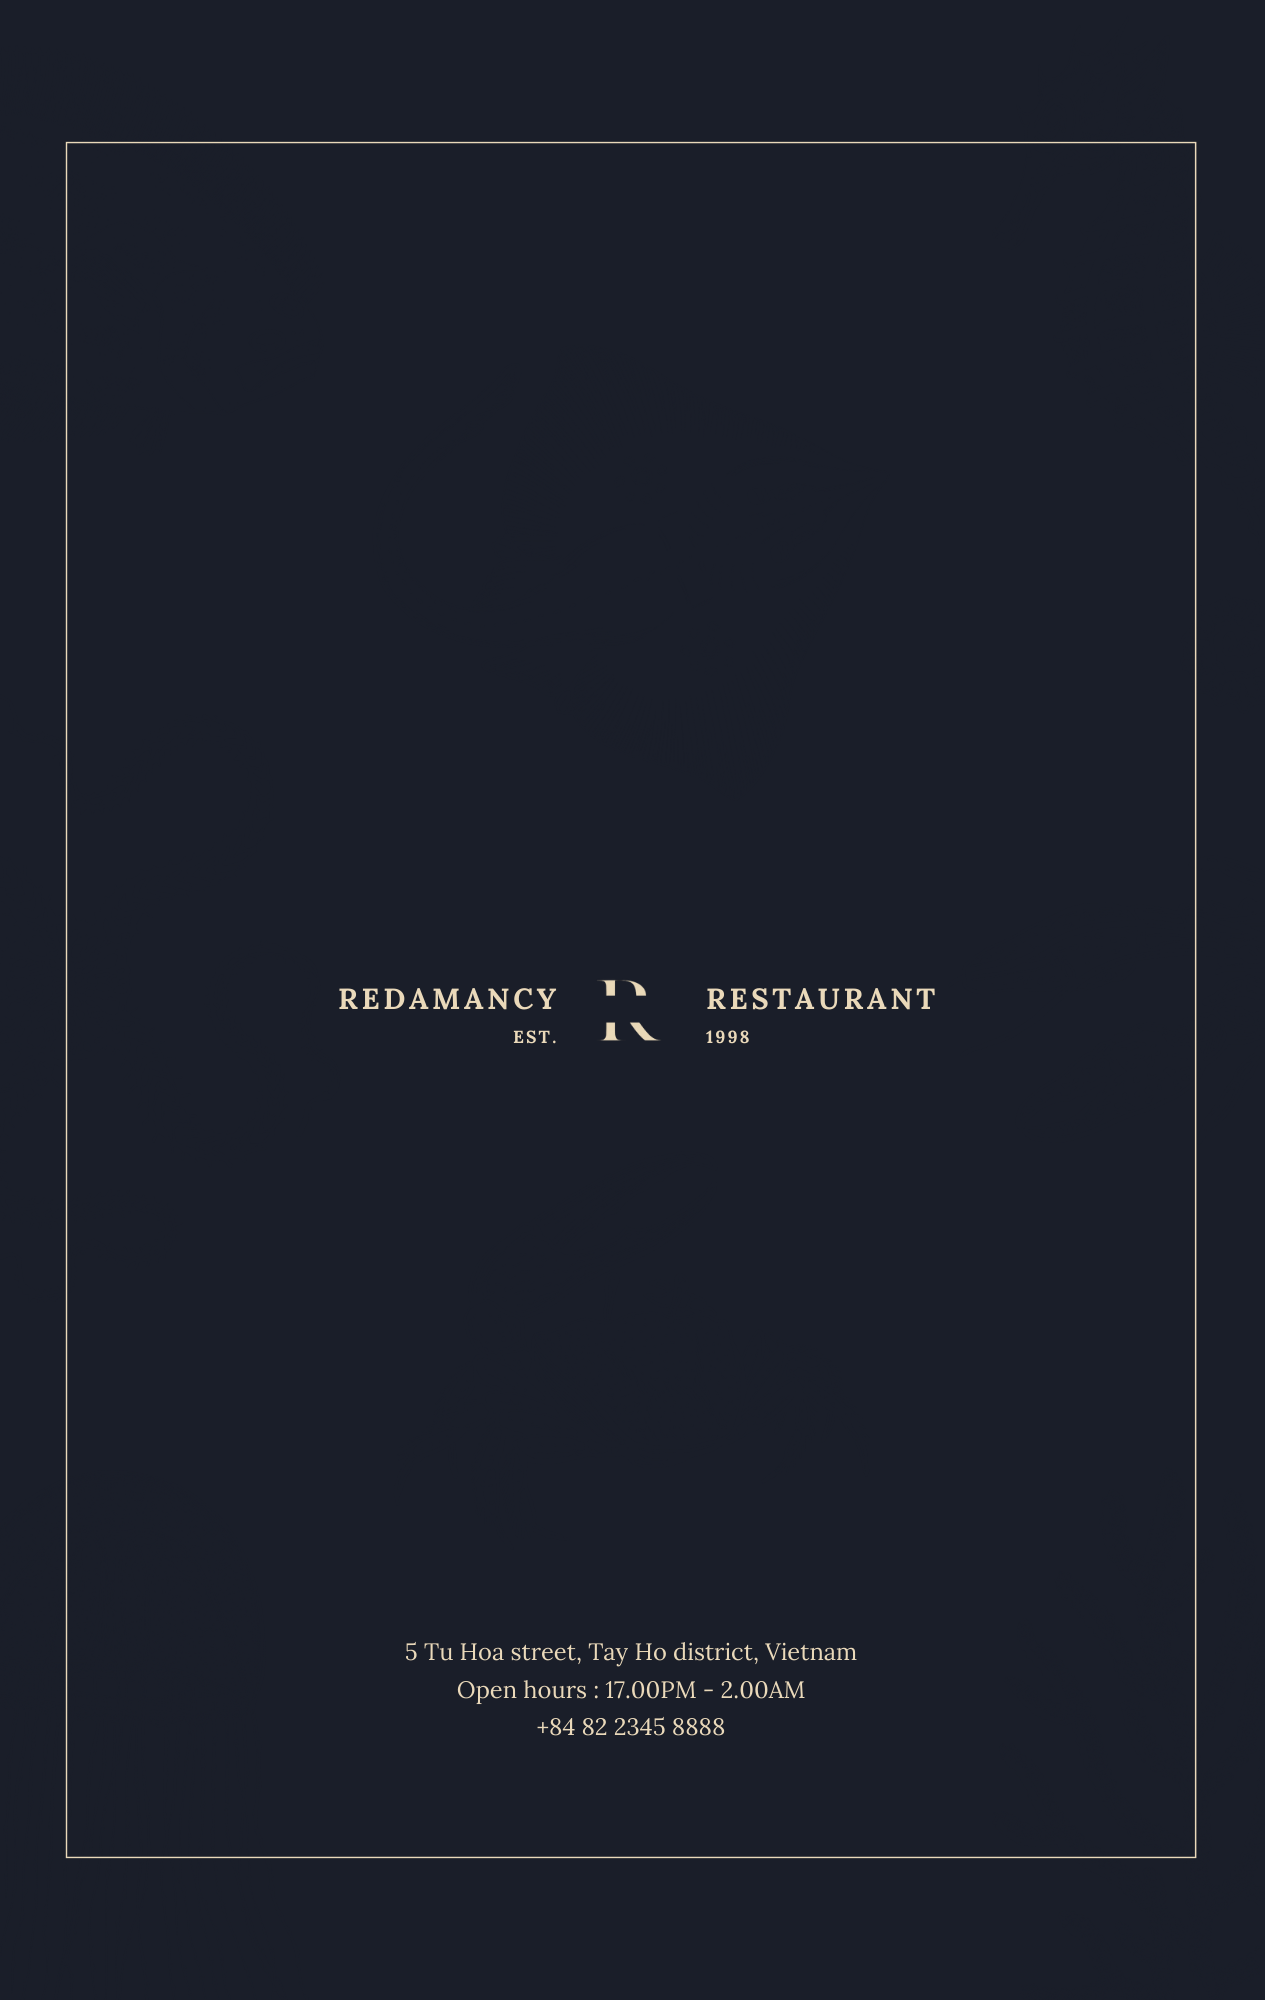 REDAMANCY R RESTAURANT
EST. 1998
5 Tu Hoa street, Tay Ho district, Vietnam
Open hours : 17.00PM - 2.00AM
+84 82 2345 8888